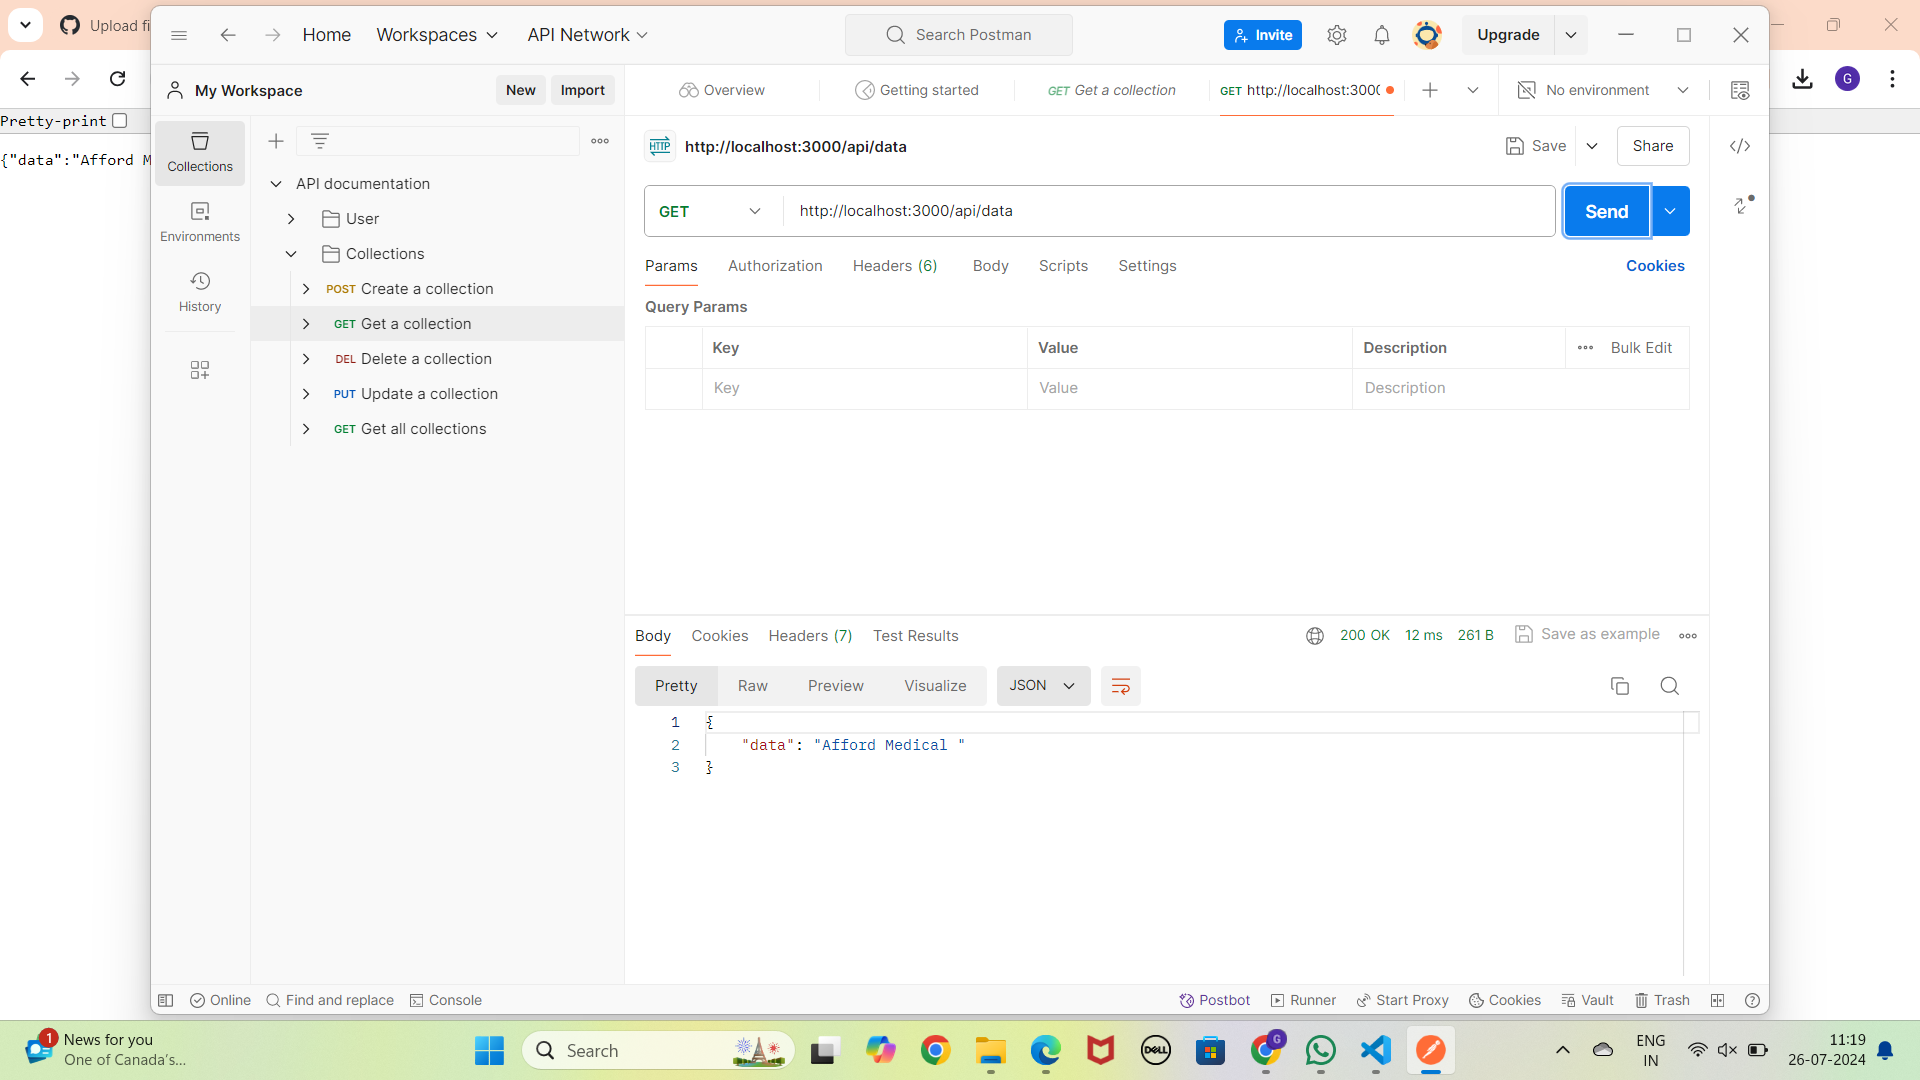 Upload fi
Home
Workspaces
API Network
Search Postman
Invite
Upgrade
G
My Workspace
New
Import
Overview
Getting started
GET Get a collection
GET http://localhost:3000
No environment
Pretty-print
{"data":"Afford M
Collections
Environments
History
API documentation
User
Collections
POST Create a collection
GET Get a collection
DEL Delete a collection
PUT Update a collection
GET Get all collections
HTTP http://localhost:3000/api/data
Save
Share
GET
http://localhost:3000/api/data
Send
Params
Authorization
Headers (6)
Body
Scripts
Settings
Cookies
Query Params
Key
Value
Description
Bulk Edit
Key
Value
Description
Body
Cookies
Headers (7)
Test Results
200 OK
12 ms
261 B
Save as example
Pretty
Raw
Preview
Visualize
JSON
1 {
2 "data": "Afford Medical "
3 }
Online
Find and replace
Console
Postbot
Runner
Start Proxy
Cookies
Vault
Trash
1
News for you
One of Canada's...
Search
DELL
G
ENG
IN
11:19
26-07-2024